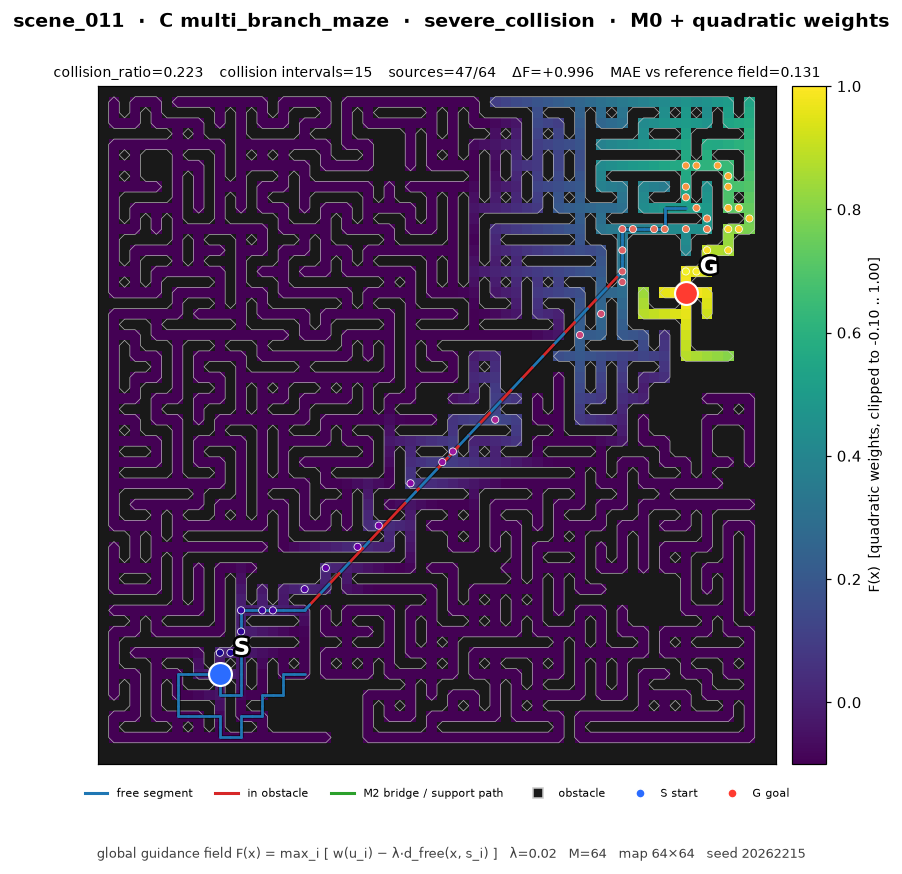 scene_011 · C multi_branch_maze · severe_collision · M0 + quadratic weights
collision_ratio=0.223 collision intervals=15 sources=47/64 ΔF=+0.996 MAE vs reference field=0.131
S
G
1.0
0.8
0.6
0.4
0.2
0.0
F(x) [quadratic weights, clipped to -0.10 .. 1.00]
free segment in obstacle M2 bridge / support path obstacle S start G goal
global guidance field F(x) = max_i [ w(u_i) − λ·d_free(x, s_i) ] λ=0.02 M=64 map 64×64 seed 20262215